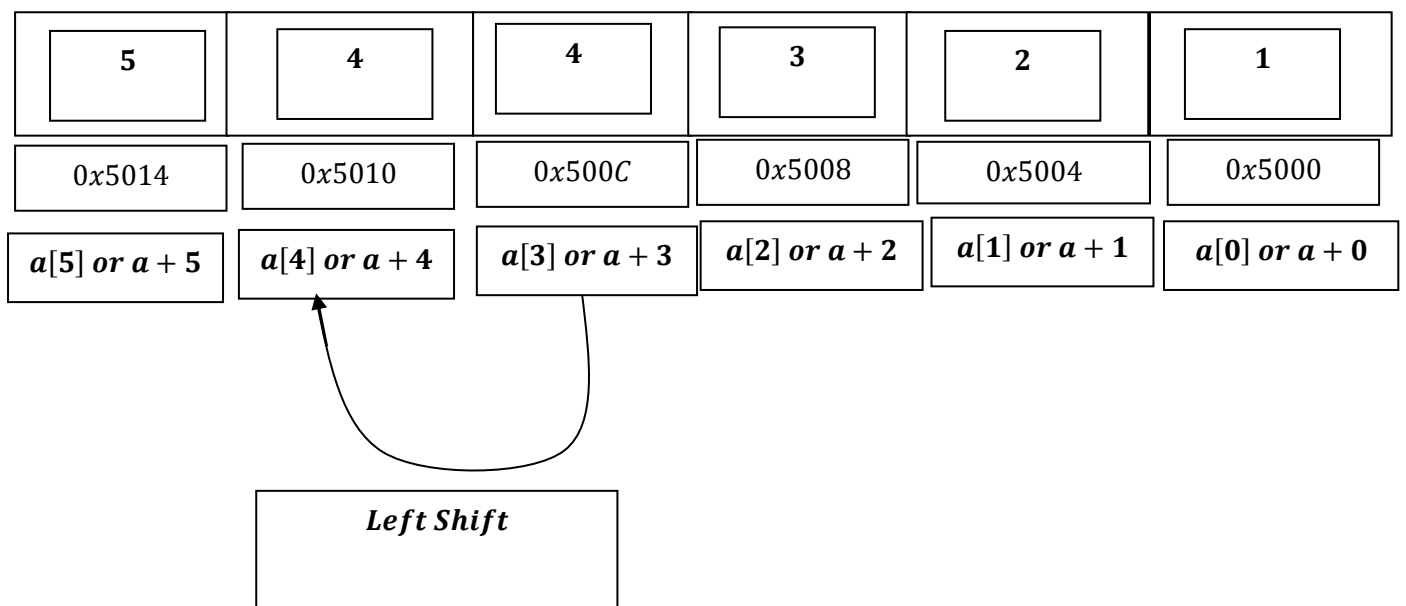 5 4 4 3 2 1
0x5014 0x5010 0x500C 0x5008 0x5004 0x5000
a[5] or a + 5 a[4] or a + 4 a[3] or a + 3 a[2] or a + 2 a[1] or a + 1 a[0] or a + 0
Left Shift